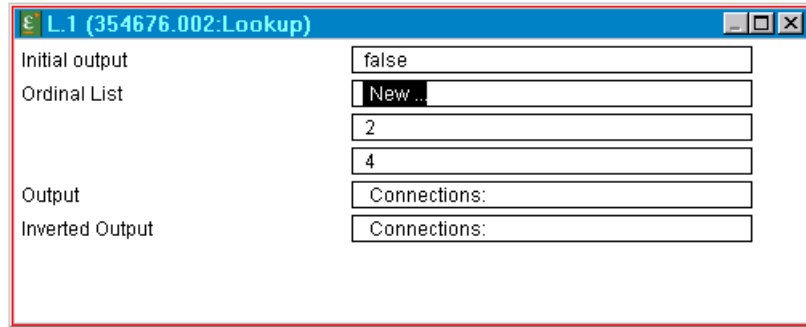 L.1 (354676.002:Lookup)
Initial output false
Ordinal List New ...
2
4
Output Connections:
Inverted Output Connections: